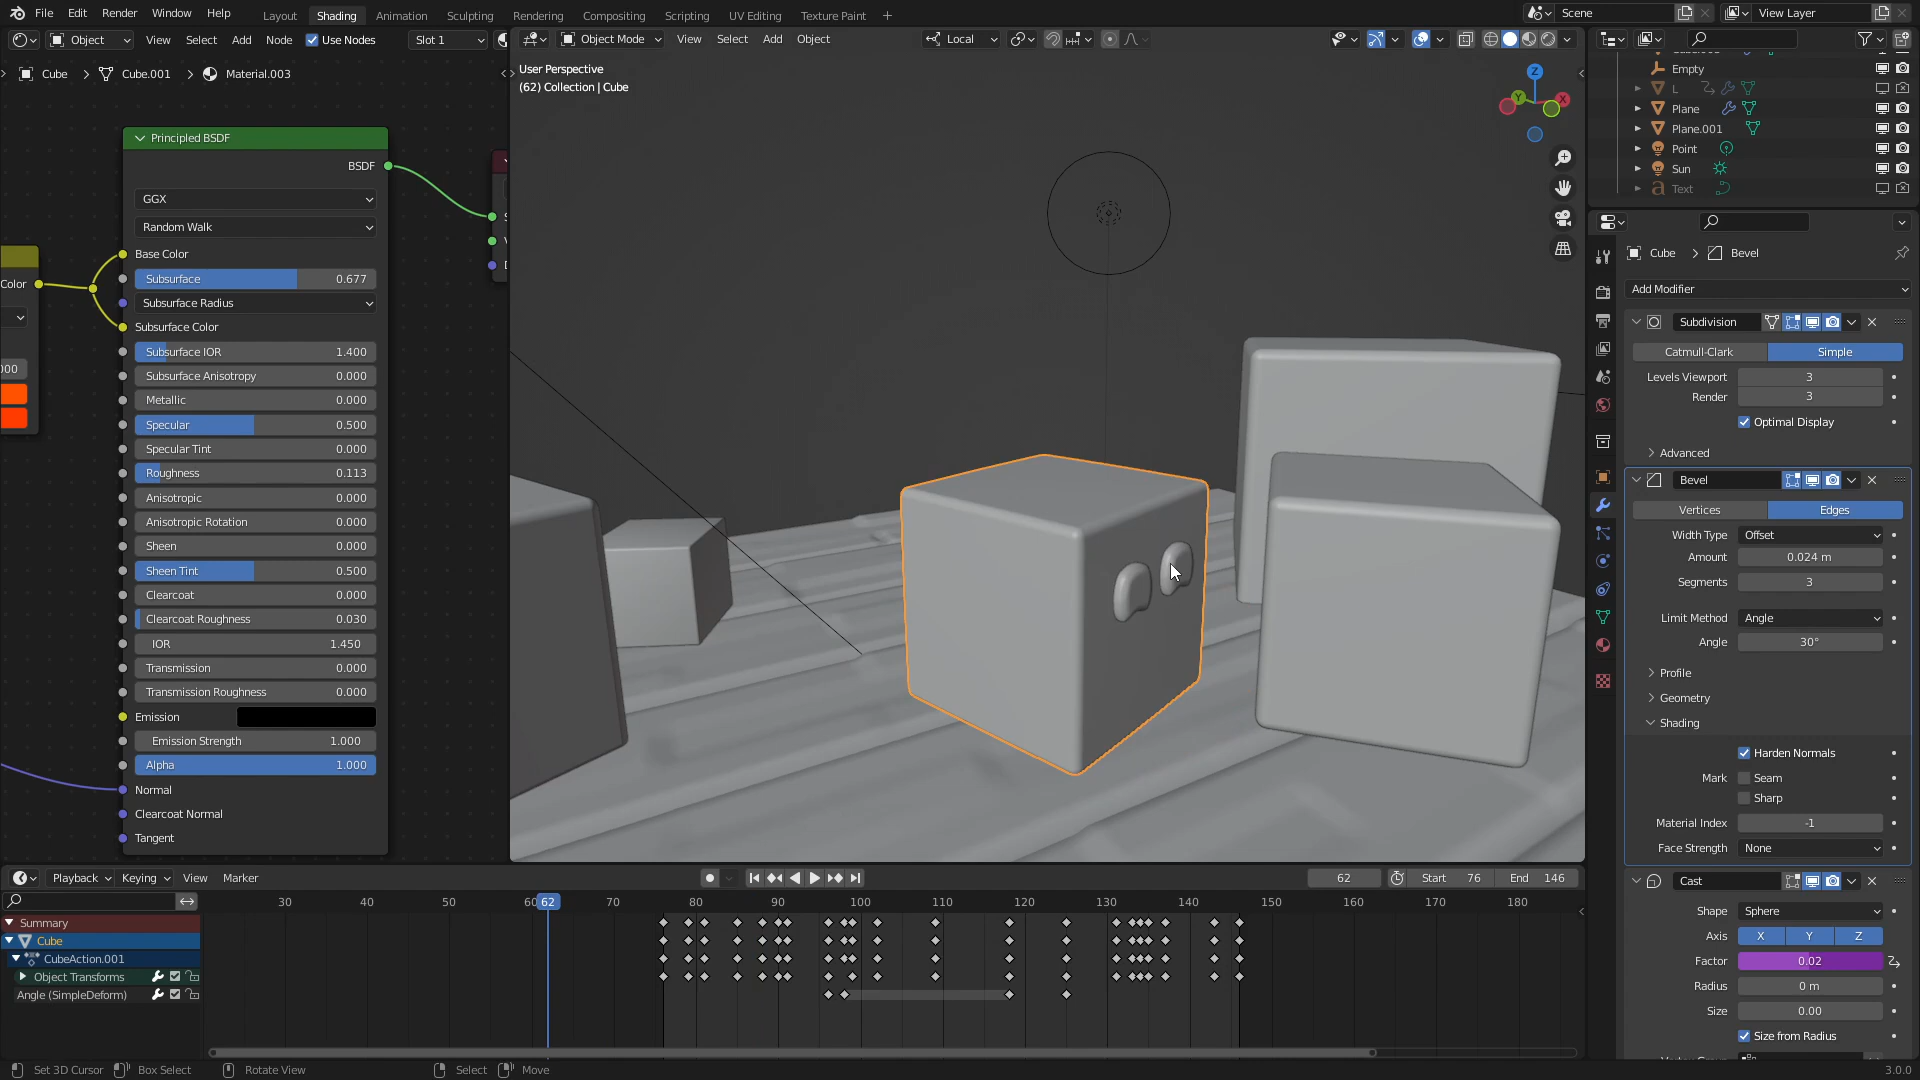 File Edit Render Window Help
Layout Shading Animation Sculpting Rendering Compositing Scripting UV Editing Texture Paint +
Scene
View Layer
Object View Select Add Node Use Nodes Slot 1
Object Mode View Select Add Object Local
Cube > Cube.001 > Material.003
User Perspective
(62) Collection | Cube
Z
Y
X
Principled BSDF
BSDF
GGX
Random Walk
Base Color
Color
Subsurface 0.677
Subsurface Radius
Subsurface Color
Subsurface IOR 1.400
Subsurface Anisotropy 0.000
Metallic 0.000
Specular 0.500
Specular Tint 0.000
Roughness 0.113
Anisotropic 0.000
Anisotropic Rotation 0.000
Sheen 0.000
Sheen Tint 0.500
Clearcoat 0.000
Clearcoat Roughness 0.030
IOR 1.450
Transmission 0.000
Transmission Roughness 0.000
Emission
Emission Strength 1.000
Alpha 1.000
Normal
Clearcoat Normal
Tangent
Empty
L
Plane
Plane.001
Point
Sun
Text
Cube > Bevel
Add Modifier
Subdivision
Catmull-Clark Simple
Levels Viewport 3
Render 3
Optimal Display
Advanced
Bevel
Vertices Edges
Width Type Offset
Amount 0.024 m
Segments 3
Limit Method Angle
Angle 30°
Profile
Geometry
Shading
Harden Normals
Mark Seam
Sharp
Material Index -1
Face Strength None
Cast
Shape Sphere
Axis X Y Z
Factor 0.02
Radius 0 m
Size 0.00
Size from Radius
Playback Keying View Marker
62 Start 76 End 146
30 40 50 60 62 70 80 90 100 110 120 130 140 150 160 170 180
Summary
Cube
CubeAction.001
Object Transforms
Angle (SimpleDeform)
Set 3D Cursor Box Select Rotate View Select Move
3.0.0